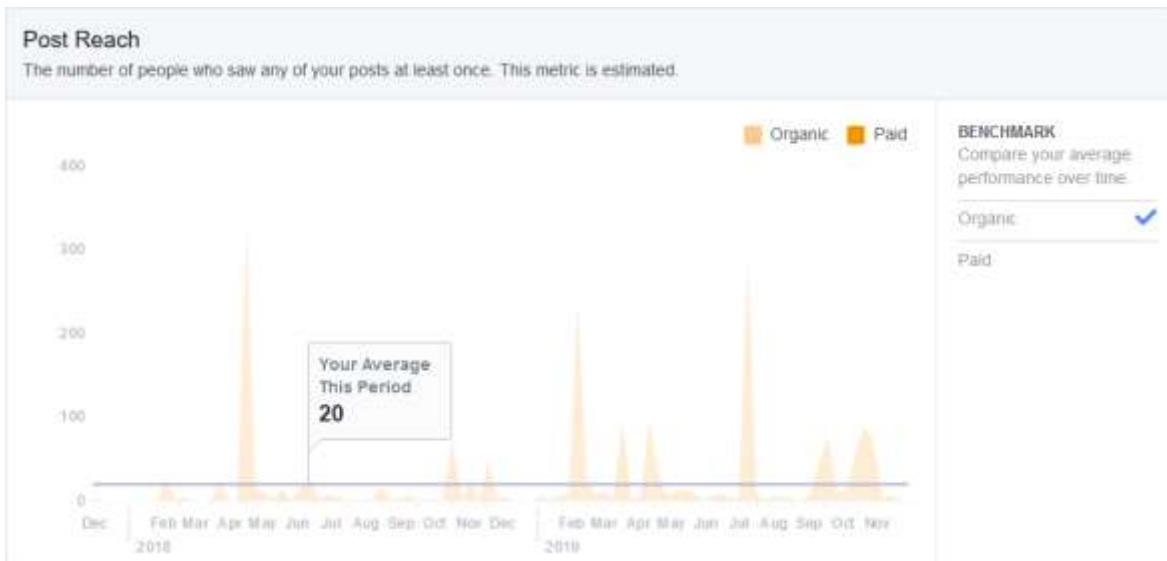 Post Reach
The number of people who saw any of your posts at least once. This metric is estimated.
Organic Paid
BENCHMARK
Compare your average
performance over time.
Organic
Paid
400
300
200
100
0
Your Average
This Period
20
Dec Feb Mar Apr May Jun Jul Aug Sep Oct Nov Dec Feb Mar Apr May Jun Jul Aug Sep Oct Nov
2018 2019